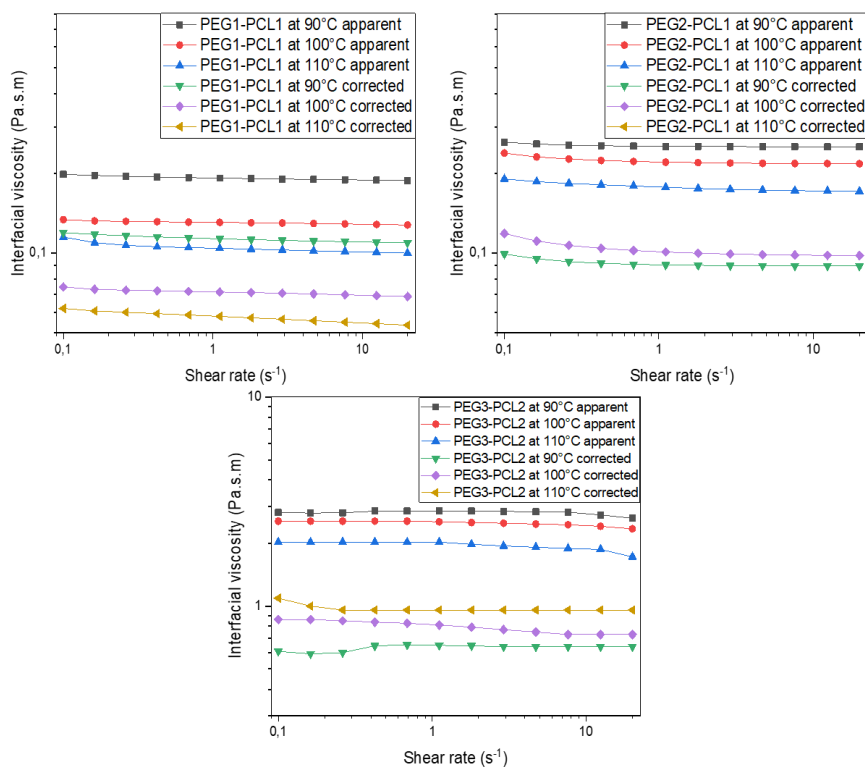 PEG1-PCL1 at 90°C apparent
PEG1-PCL1 at 100°C apparent
PEG1-PCL1 at 110°C apparent
PEG1-PCL1 at 90°C corrected
PEG1-PCL1 at 100°C corrected
PEG1-PCL1 at 110°C corrected
Interfacial viscosity (Pa.s.m)
0,1
0,1
1
10
Shear rate (s⁻¹)
PEG2-PCL1 at 90°C apparent
PEG2-PCL1 at 100°C apparent
PEG2-PCL1 at 110°C apparent
PEG2-PCL1 at 90°C corrected
PEG2-PCL1 at 100°C corrected
PEG2-PCL1 at 110°C corrected
Interfacial viscosity (Pa.s.m)
0,1
0,1
1
10
Shear rate (s⁻¹)
10
PEG3-PCL2 at 90°C apparent
PEG3-PCL2 at 100°C apparent
PEG3-PCL2 at 110°C apparent
PEG3-PCL2 at 90°C corrected
PEG3-PCL2 at 100°C corrected
PEG3-PCL2 at 110°C corrected
Interfacial viscosity (Pa.s.m)
1
0,1
1
10
Shear rate (s⁻¹)